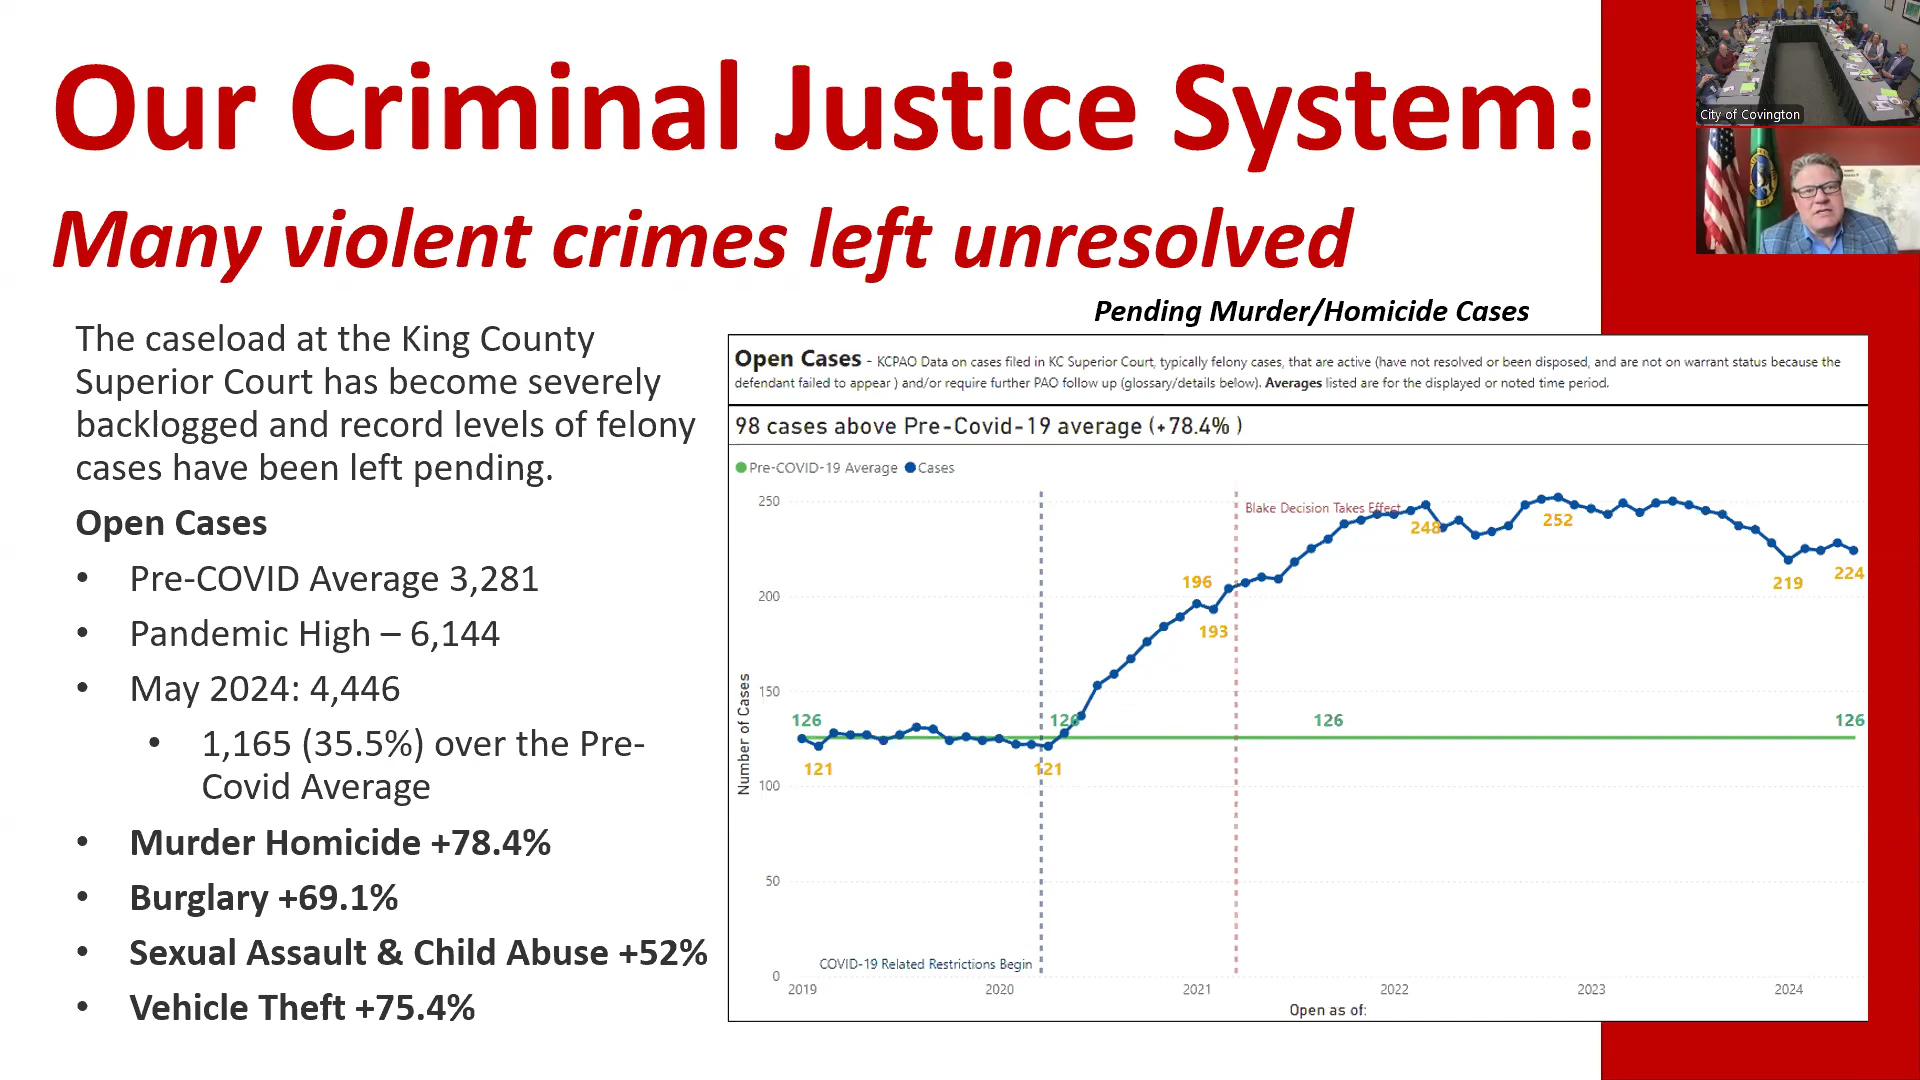 Our Criminal Justice System:
Many violent crimes left unresolved
The caseload at the King County
Superior Court has become severely
backlogged and record levels of felony
cases have been left pending.
Open Cases
• Pre-COVID Average 3,281
• Pandemic High – 6,144
• May 2024: 4,446
• 1,165 (35.5%) over the Pre-
Covid Average
• Murder Homicide +78.4%
• Burglary +69.1%
• Sexual Assault & Child Abuse +52%
• Vehicle Theft +75.4%
Pending Murder/Homicide Cases
Open Cases - KCPAO Data on cases filed in KC Superior Court, typically felony cases, that are active (have not resolved or been disposed, and are not on warrant status because the
defendant failed to appear ) and/or require further PAO follow up (glossary/details below). Averages listed are for the displayed or noted time period.
98 cases above Pre-Covid-19 average (+78.4% )
Pre-COVID-19 Average Cases
Number of Cases
250
200
150
100
50
0
Blake Decision Takes Effect
248
252
196
193
219
224
126
126
126
126
121
121
COVID-19 Related Restrictions Begin
2019 2020 2021 2022 2023 2024
Open as of:
City of Covington